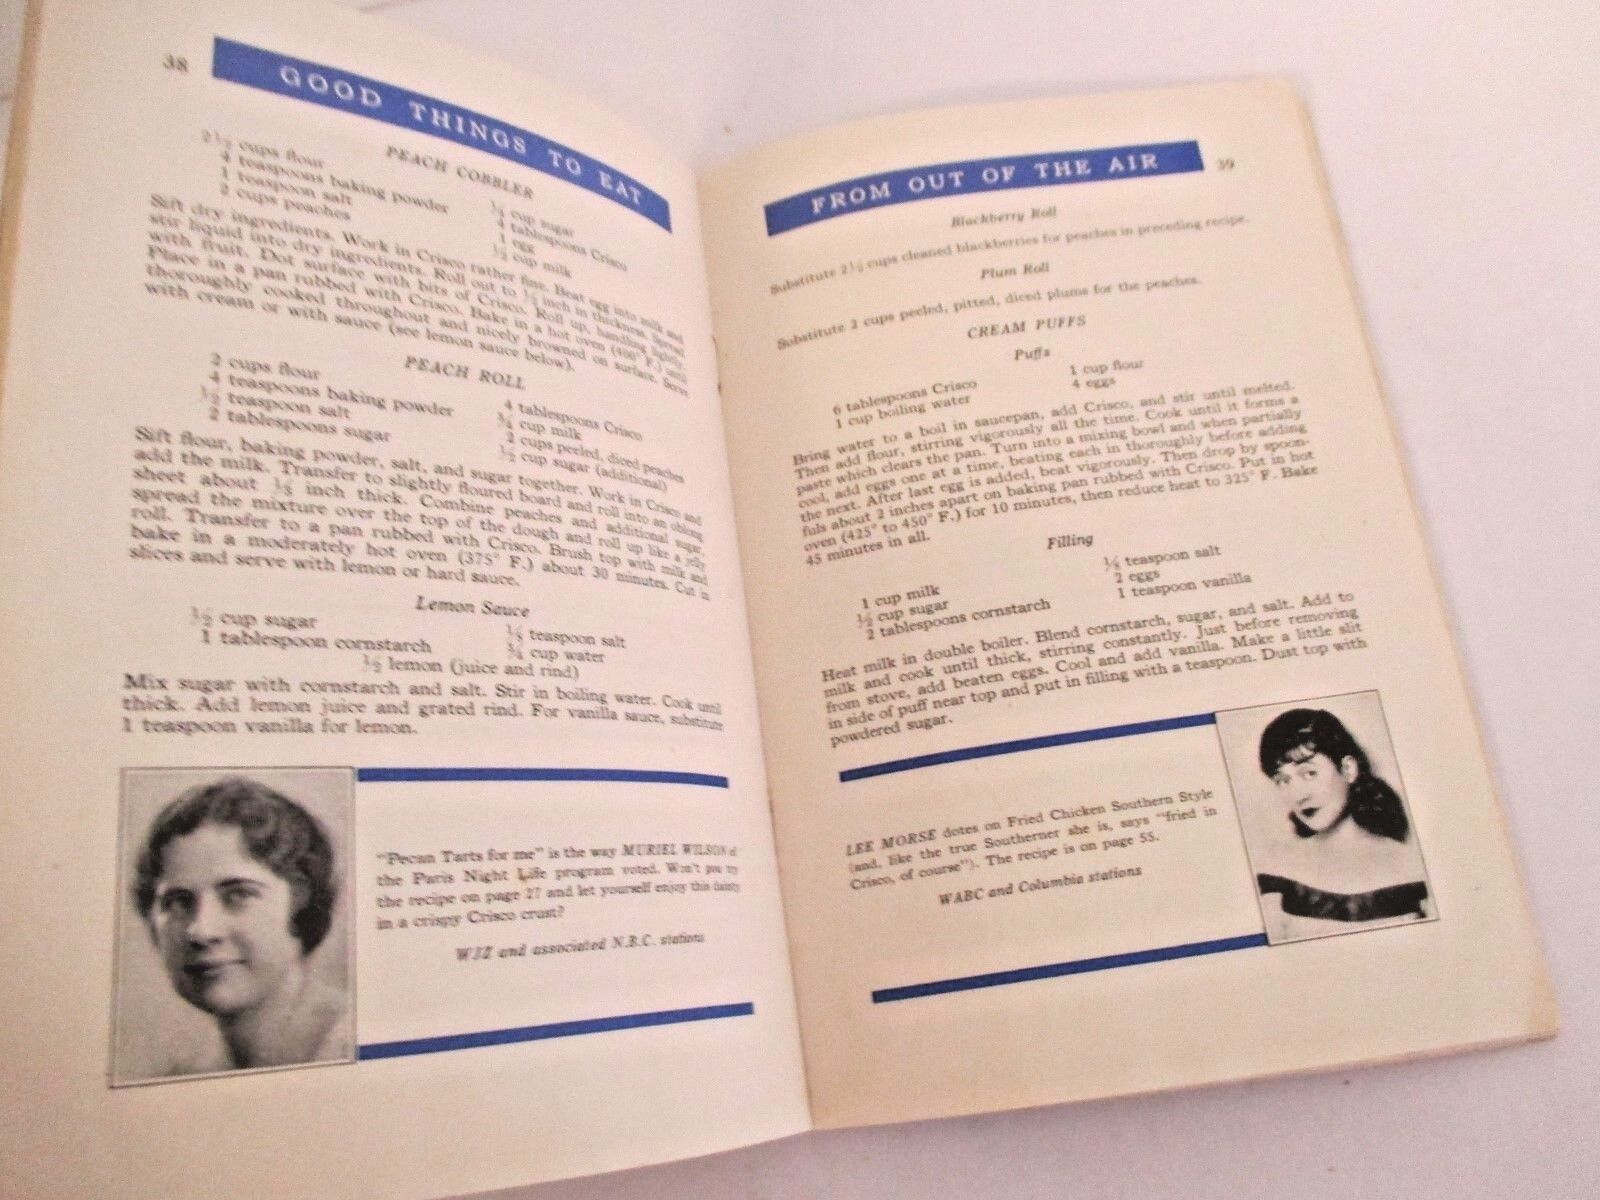 38
GOOD THINGS TO EAT
PEACH COBBLER
2½ cups flour
4 teaspoons baking powder
1 teaspoon salt
2 cups peaches
cup sugar
4 tablespoons Crisco
1 egg
½ cup milk
Sift dry ingredients. Work in Crisco rather fine. Beat egg into milk and
stir liquid into dry ingredients. Roll out to ½ inch in thickness. Spread
with fruit. Dot surface with bits of Crisco. Roll up, handling lightly.
Place in a pan rubbed with Crisco. Bake in a hot oven (400° F.) until
thoroughly cooked throughout and nicely browned on surface. Serve
with cream or with sauce (see lemon sauce below).
PEACH ROLL
2 cups flour
4 teaspoons baking powder
½ teaspoon salt
2 tablespoons sugar
4 tablespoons Crisco
¾ cup milk
2 cups peeled, diced peaches
½ cup sugar (additional)
Sift flour, baking powder, salt, and sugar together. Work in Crisco and
add the milk. Transfer to slightly floured board and roll into an oblong
sheet about inch thick. Combine peaches and additional sugar,
spread the mixture over the top of the dough and roll up like a jelly
roll. Transfer to a pan rubbed with Crisco. Brush top with milk and
bake in a moderately hot oven (375° F.) about 30 minutes. Cut in
slices and serve with lemon or hard sauce.
Lemon Sauce
½ cup sugar
1 tablespoon cornstarch
teaspoon salt
¾ cup water
½ lemon (juice and rind)
Mix sugar with cornstarch and salt. Stir in boiling water. Cook until
thick. Add lemon juice and grated rind. For vanilla sauce, substitute
1 teaspoon vanilla for lemon.
"Pecan Tarts for me" is the way MURIEL WILSON of
the Paris Night Life program voted. Won't you try
the recipe on page 27 and let yourself enjoy this dainty
in a crispy Crisco crust?
WJZ and associated N.B.C. stations
FROM OUT OF THE AIR
39
Blackberry Roll
Substitute 2½ cups cleaned blackberries for peaches in preceding recipe.
Plum Roll
Substitute 2 cups peeled, pitted, diced plums for the peaches.
CREAM PUFFS
Puffs
6 tablespoons Crisco
1 cup boiling water
1 cup flour
4 eggs
Bring water to a boil in saucepan, add Crisco, and stir until melted.
Then add flour, stirring vigorously all the time. Cook until it forms a
paste which clears the pan. Turn into a mixing bowl and when partially
cool, add eggs one at a time, beating each in thoroughly before adding
the next. After last egg is added, beat vigorously. Then drop by spoon-
fuls about 2 inches apart on baking pan rubbed with Crisco. Put in hot
oven (425° to 450° F.) for 10 minutes, then reduce heat to 325° F. Bake
45 minutes in all.
Filling
1 cup milk
½ cup sugar
2 tablespoons cornstarch
¼ teaspoon salt
2 eggs
1 teaspoon vanilla
Heat milk in double boiler. Blend cornstarch, sugar, and salt. Add to
milk and cook until thick, stirring constantly. Just before removing
from stove, add beaten eggs. Cool and add vanilla. Make a little slit
in side of puff near top and put in filling with a teaspoon. Dust top with
powdered sugar.
LEE MORSE dotes on Fried Chicken Southern Style
(and, like the true Southerner she is, says "fried in
Crisco, of course"). The recipe is on page 55.
WABC and Columbia stations